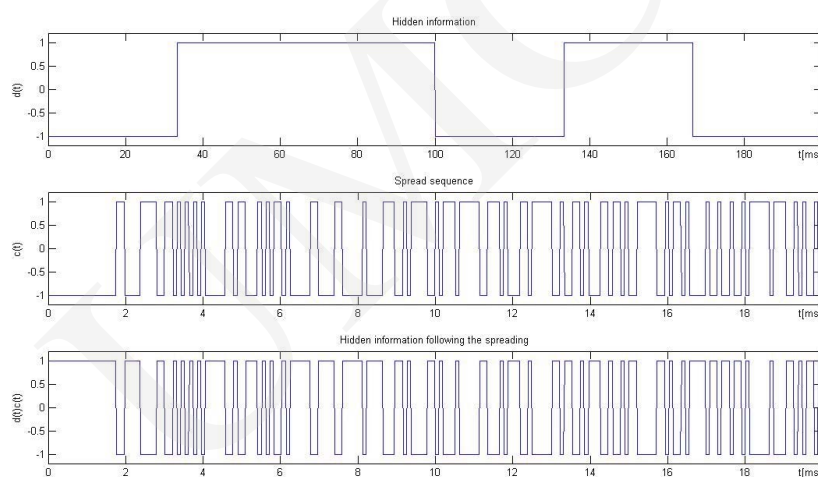 Hidden information
1
0.5
0
-0.5
-1
d(t)
0 20 40 60 80 100 120 140 160 180 t[ms
Spread sequence
1
0.5
0
-0.5
-1
c(t)
0 2 4 6 8 10 12 14 16 18 t[ms
Hidden information following the spreading
1
0.5
0
-0.5
-1
d(t)c(t)
0 2 4 6 8 10 12 14 16 18 t[ms
UMC